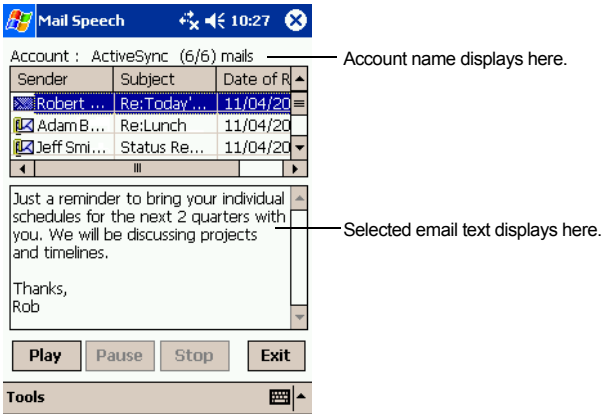 Mail Speech 10:27
Account : ActiveSync (6/6) mails
Account name displays here.
Sender Subject Date of R
Robert ... Re:Today'... 11/04/20
Adam B... Re:Lunch 11/04/20
Jeff Smi... Status Re... 11/04/20
Just a reminder to bring your individual
schedules for the next 2 quarters with
you. We will be discussing projects
and timelines.
Selected email text displays here.
Thanks,
Rob
Play Pause Stop Exit
Tools